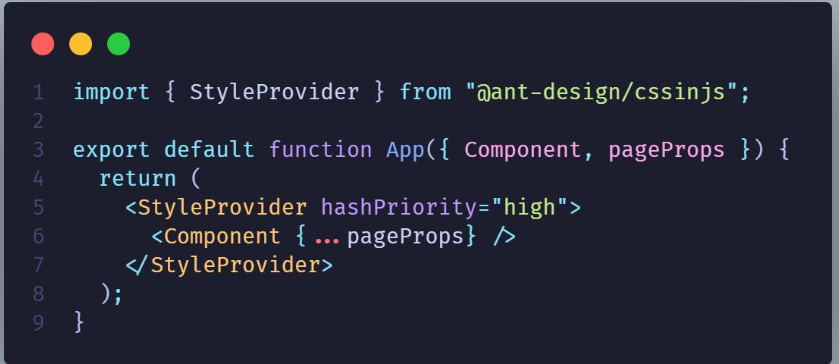 1 import { StyleProvider } from "@ant-design/cssinjs";
2
3 export default function App({ Component, pageProps }) {
4   return (
5     <StyleProvider hashPriority="high">
6       <Component {...pageProps} />
7     </StyleProvider>
8   );
9 }